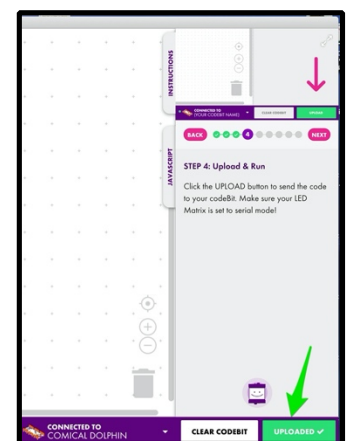 INSTRUCTIONS
JAVASCRIPT
CONNECTED TO
(YOUR CODEBIT NAME)
CLEAR CODEBIT
UPLOAD
BACK
4
NEXT
STEP 4: Upload & Run
Click the UPLOAD button to send the code
to your codeBit. Make sure your LED
Matrix is set to serial mode!
CONNECTED TO
COMICAL DOLPHIN
CLEAR CODEBIT
UPLOADED ✓